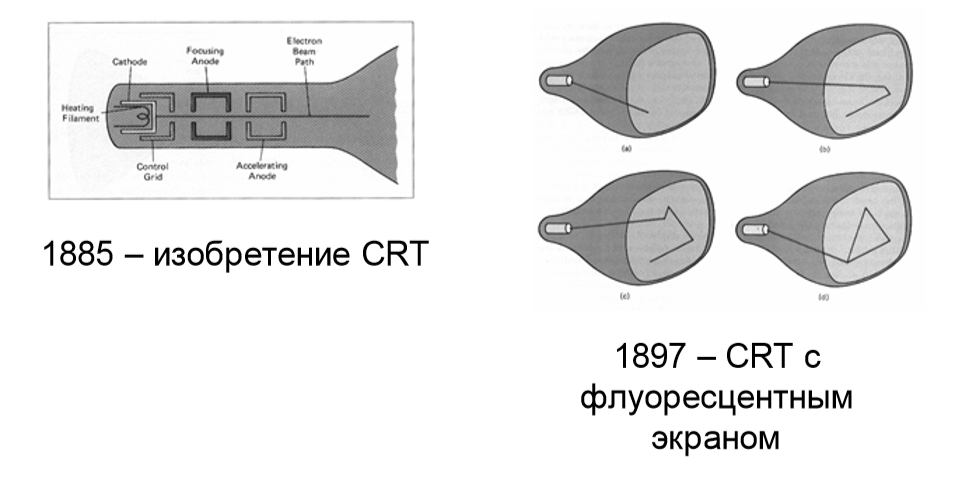 Focusing
Anode
Electron
Beam
Path
Cathode
Heating
Filament
Control
Grid
Accelerating
Anode
1885 – изобретение CRT
(a)
(b)
(c)
(d)
1897 – CRT с
флуоресцентным
экраном